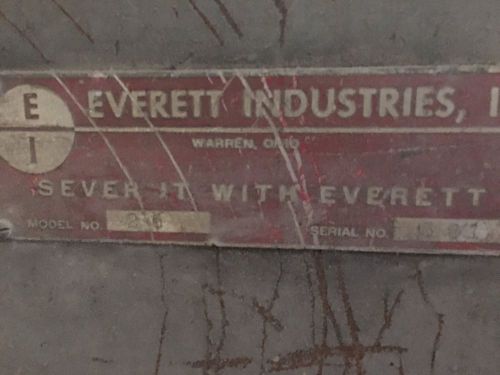 E
I
EVERETT INDUSTRIES, I
WARREN, OHIO
SEVER IT WITH EVERETT
MODEL NO.
SERIAL NO.